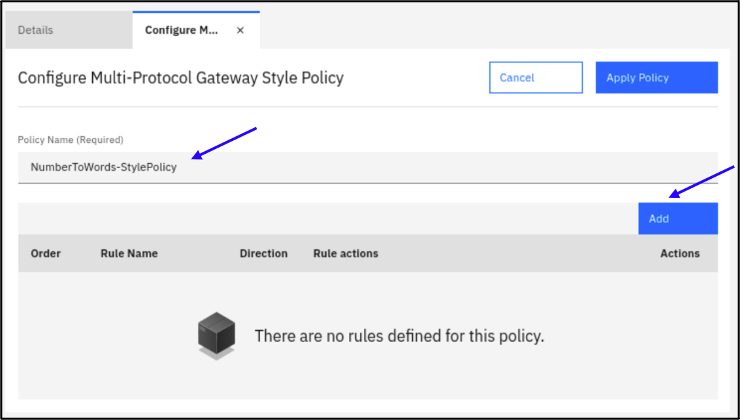 Details
Configure M... ×
Configure Multi-Protocol Gateway Style Policy
Cancel
Apply Policy
Policy Name (Required)
NumberToWords-StylePolicy
Add
Order Rule Name Direction Rule actions Actions
There are no rules defined for this policy.